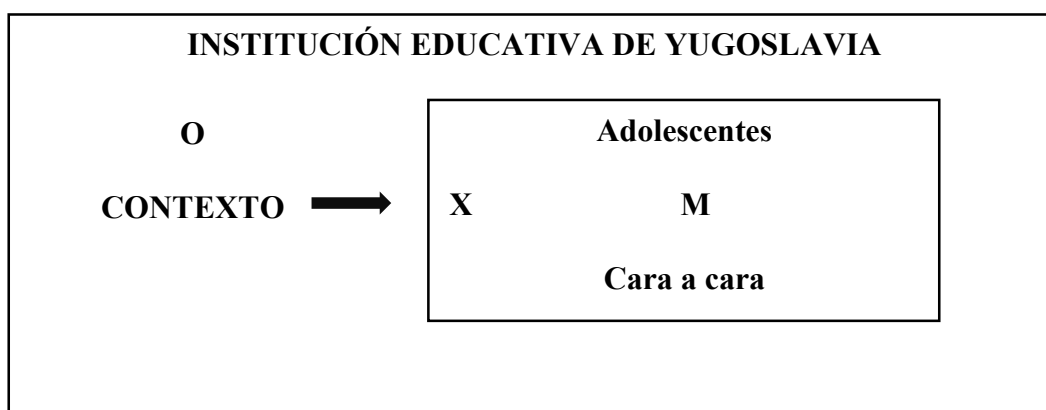 INSTITUCIÓN EDUCATIVA DE YUGOSLAVIA
O
Adolescentes
CONTEXTO
X M
Cara a cara